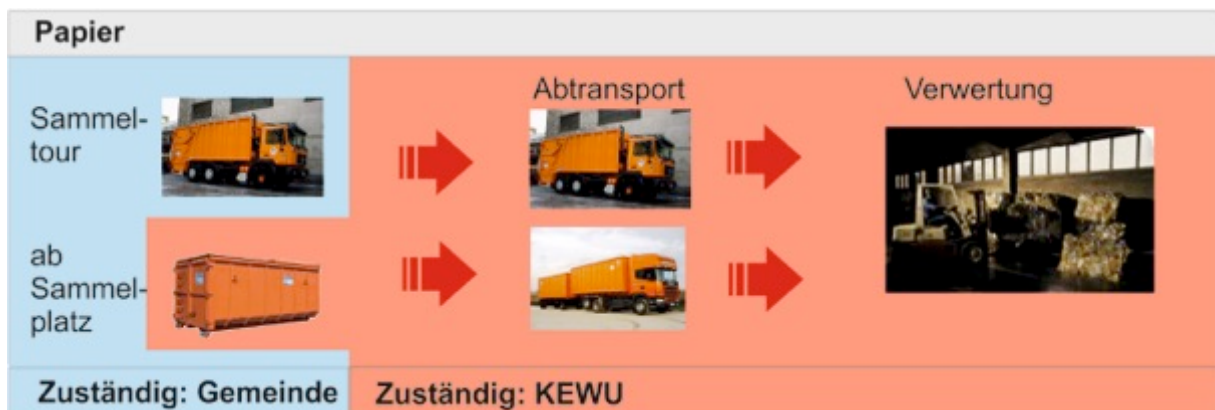 Papier
Abtransport
Verwertung
Sammel-
tour
ab
Sammel-
platz
Zuständig: Gemeinde
Zuständig: KEWU